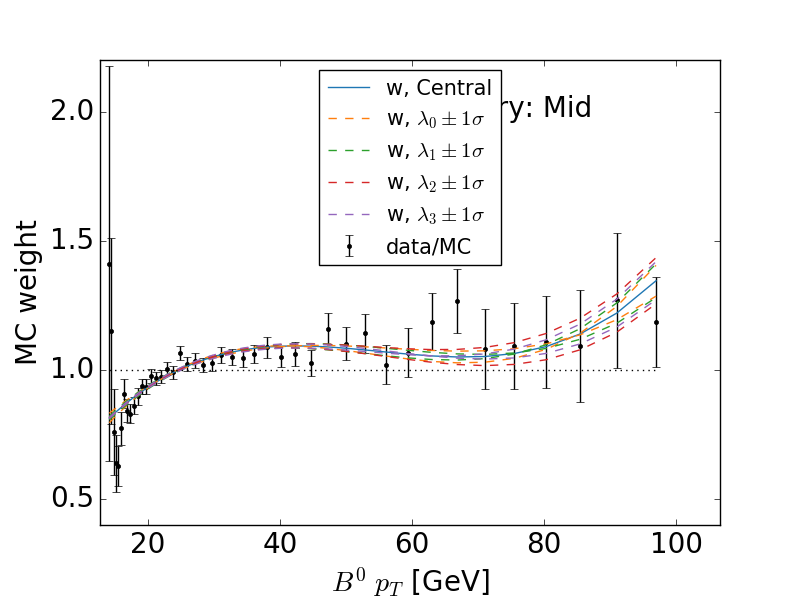 w, Central
w, λ₀ ± 1σ
w, λ₁ ± 1σ
w, λ₂ ± 1σ
w, λ₃ ± 1σ
data/MC
: Mid
MC weight
2.0
1.5
1.0
0.5
20 40 60 80 100
B⁰ p_T [GeV]